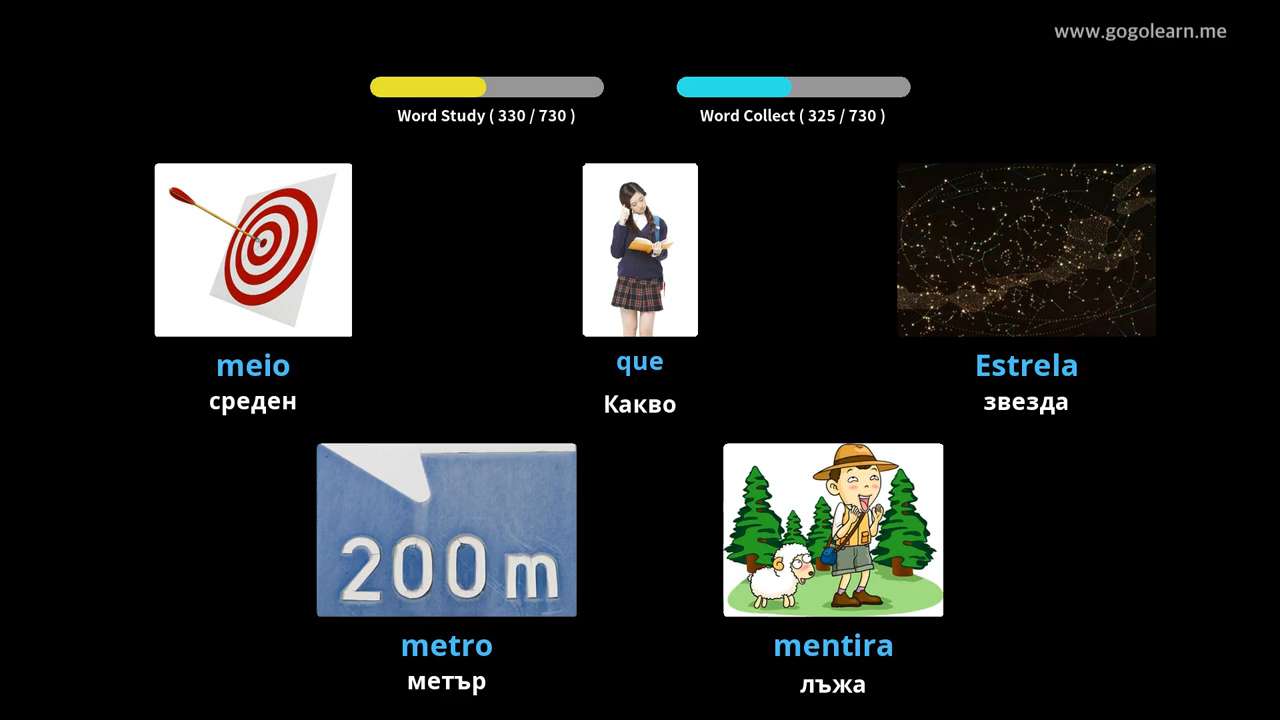 www.gogolearn.me
Word Study ( 330 / 730 )
Word Collect ( 325 / 730 )
meio
среден
que
Какво
Estrela
звезда
200 m
metro
метър
mentira
лъжа